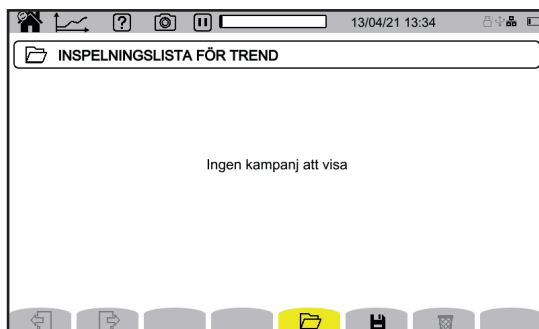 ? 13/04/21 13:34
INSPELNINGSLISTA FÖR TREND
Ingen kampanj att visa